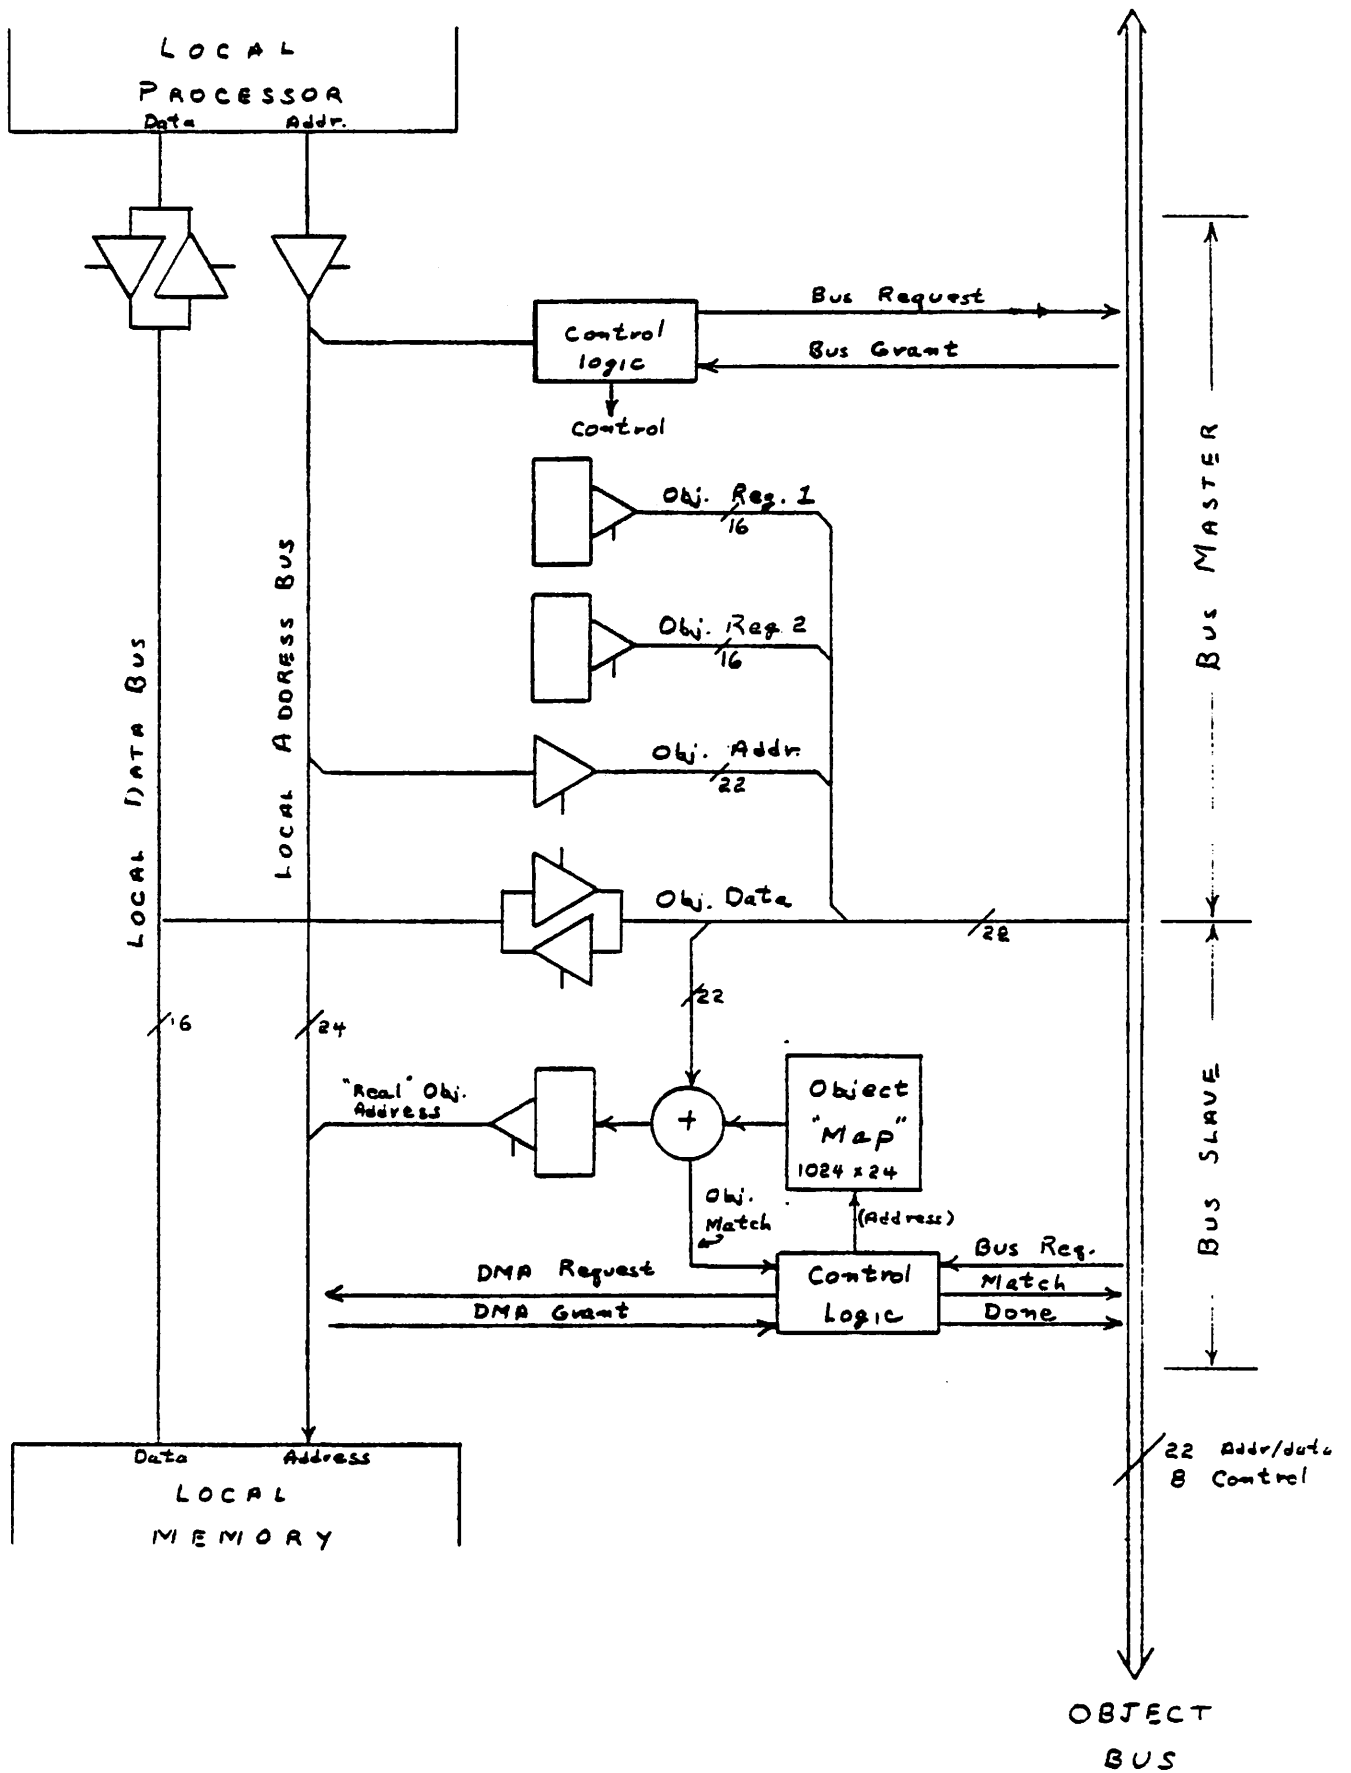 LOCAL
PROCESSOR
Data Addr.
Bus Request
Control
logic
Bus Grant
Control
Obj. Reg. 1
16
Obj. Reg. 2
16
Obj. Addr.
22
Obj. Data
22
LOCAL DATA BUS
LOCAL ADDRESS BUS
BUS MASTER
16
24
22
"Real" Obj.
Address
+
Object
"Map"
1024 x 24
Obj.
Match
(Address)
BUS SLAVE
DMA Request
DMA Grant
Control
Logic
Bus Req.
Match
Done
Data Address
LOCAL
MEMORY
22 Addr/data
8 Control
OBJECT
BUS